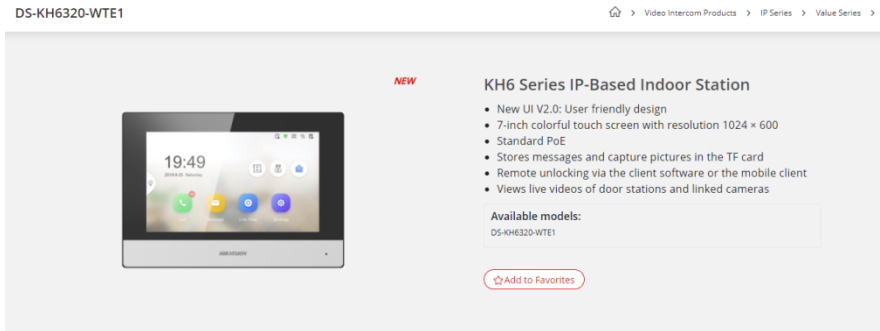 DS-KH6320-WTE1
Video Intercom Products > IP Series > Value Series >
NEW
KH6 Series IP-Based Indoor Station
• New UI V2.0: User friendly design
• 7-inch colorful touch screen with resolution 1024 × 600
• Standard PoE
• Stores messages and capture pictures in the TF card
• Remote unlocking via the client software or the mobile client
• Views live videos of door stations and linked cameras
19:49
HIKVISION
Available models:
DS-KH6320-WTE1
Add to Favorites